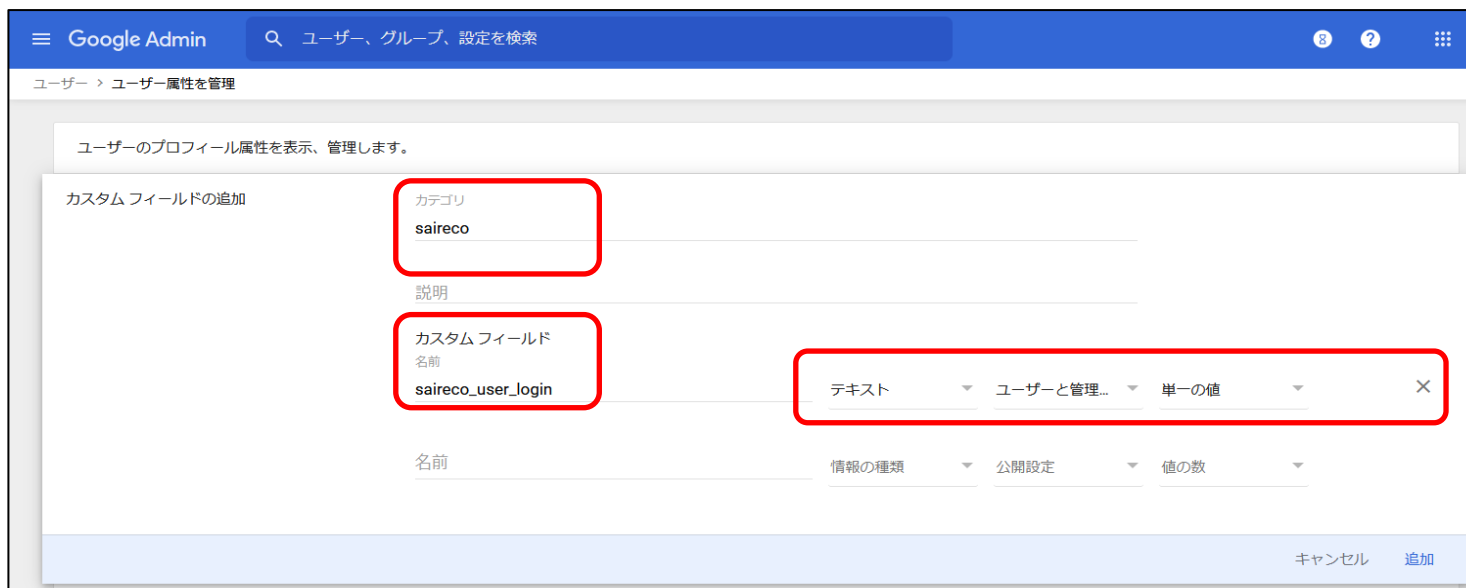 Google Admin
ユーザー、グループ、設定を検索
8
?
ユーザー > ユーザー属性を管理
ユーザーのプロフィール属性を表示、管理します。
カスタム フィールドの追加
カテゴリ
saireco
説明
カスタム フィールド
名前
saireco_user_login
テキスト ユーザーと管理... 単一の値
名前 情報の種類 公開設定 値の数
キャンセル 追加